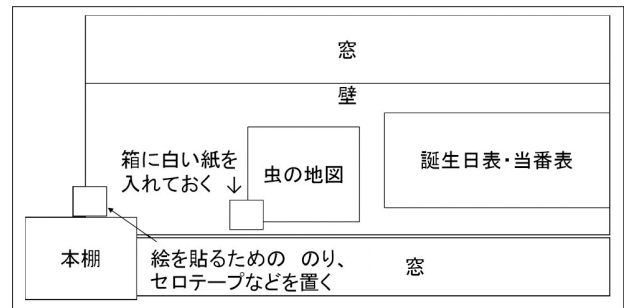 窓
壁
箱に白い紙を
入れておく ↓
虫の地図
誕生日表・当番表
本棚
絵を貼るための のり、
セロテープなどを置く
窓